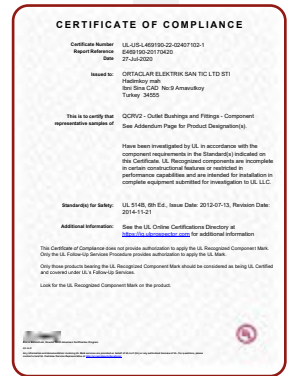 CERTIFICATE OF COMPLIANCE
Certificate Number UL-US-L469190-22-02407102-1
Report Reference E469190-20170420
Date 27-Jul-2020
Issued to: ORTACLAR ELEKTRIK SAN TIC LTD STI
Hadimkoy mah
Ibni Sina CAD No:9 Arnavutkoy
Turkey 34555
This is to certify that QCRV2 - Outlet Bushings and Fittings - Component
representative samples of See Addendum Page for Product Designation(s).
Have been investigated by UL in accordance with the
component requirements in the Standard(s) indicated on
this Certificate. UL Recognized components are incomplete
in certain constructional features or restricted in
performance capabilities and are intended for installation in
complete equipment submitted for investigation to UL LLC.
Standard(s) for Safety: UL 514B, 6th Ed., Issue Date: 2012-07-13, Revision Date:
2014-11-21
Additional Information: See the UL Online Certifications Directory at
https://iq.ulprospector.com for additional information
This Certificate of Compliance does not provide authorization to apply the UL Recognized Component Mark.
Only the UL Follow-Up Services Procedure provides authorization to apply the UL Mark.
Only those products bearing the UL Recognized Component Mark should be considered as being UL Certified
and covered under UL's Follow-Up Services.
Look for the UL Recognized Component Mark on the product.
UL